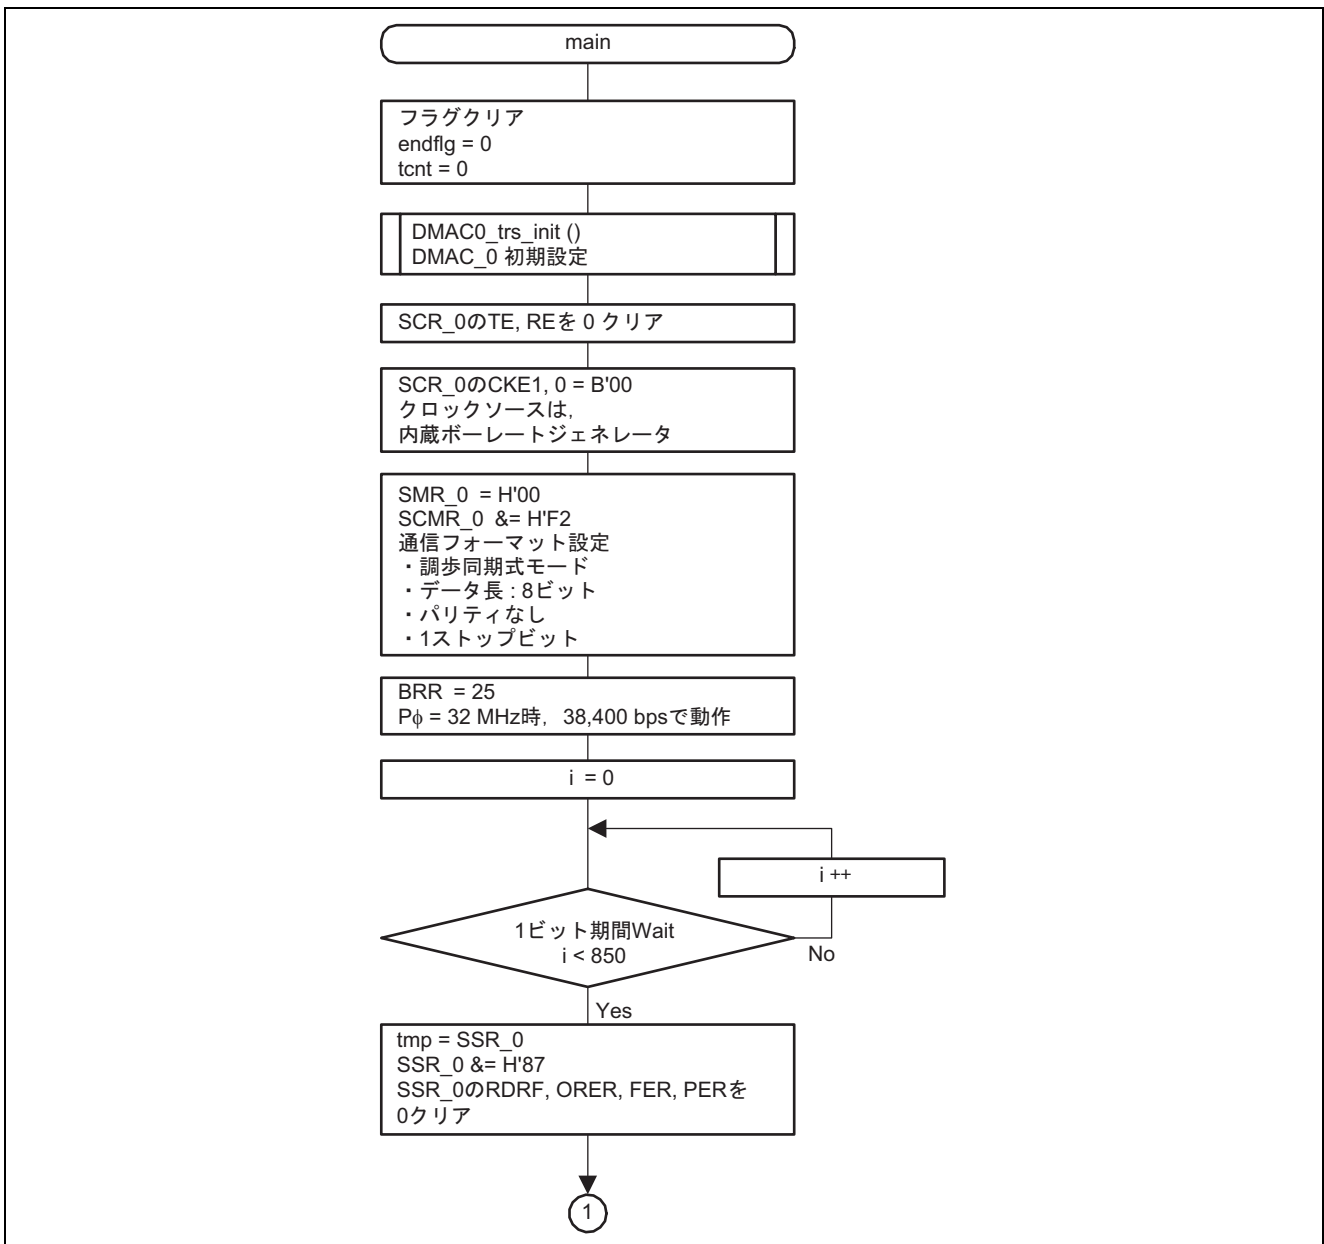 main
フラグクリア
endflg = 0
tcnt = 0
DMAC0_trs_init ()
DMAC_0 初期設定
SCR_0のTE, REを 0 クリア
SCR_0のCKE1, 0 = B'00
クロックソースは,
内蔵ボーレートジェネレータ
SMR_0 = H'00
SCMR_0 &= H'F2
通信フォーマット設定
・調歩同期式モード
・データ長 : 8ビット
・パリティなし
・1ストップビット
BRR = 25
Pφ = 32 MHz時, 38,400 bpsで動作
i = 0
i ++
1ビット期間Wait
i < 850
No
Yes
tmp = SSR_0
SSR_0 &= H'87
SSR_0のRDRF, ORER, FER, PERを
0クリア
1